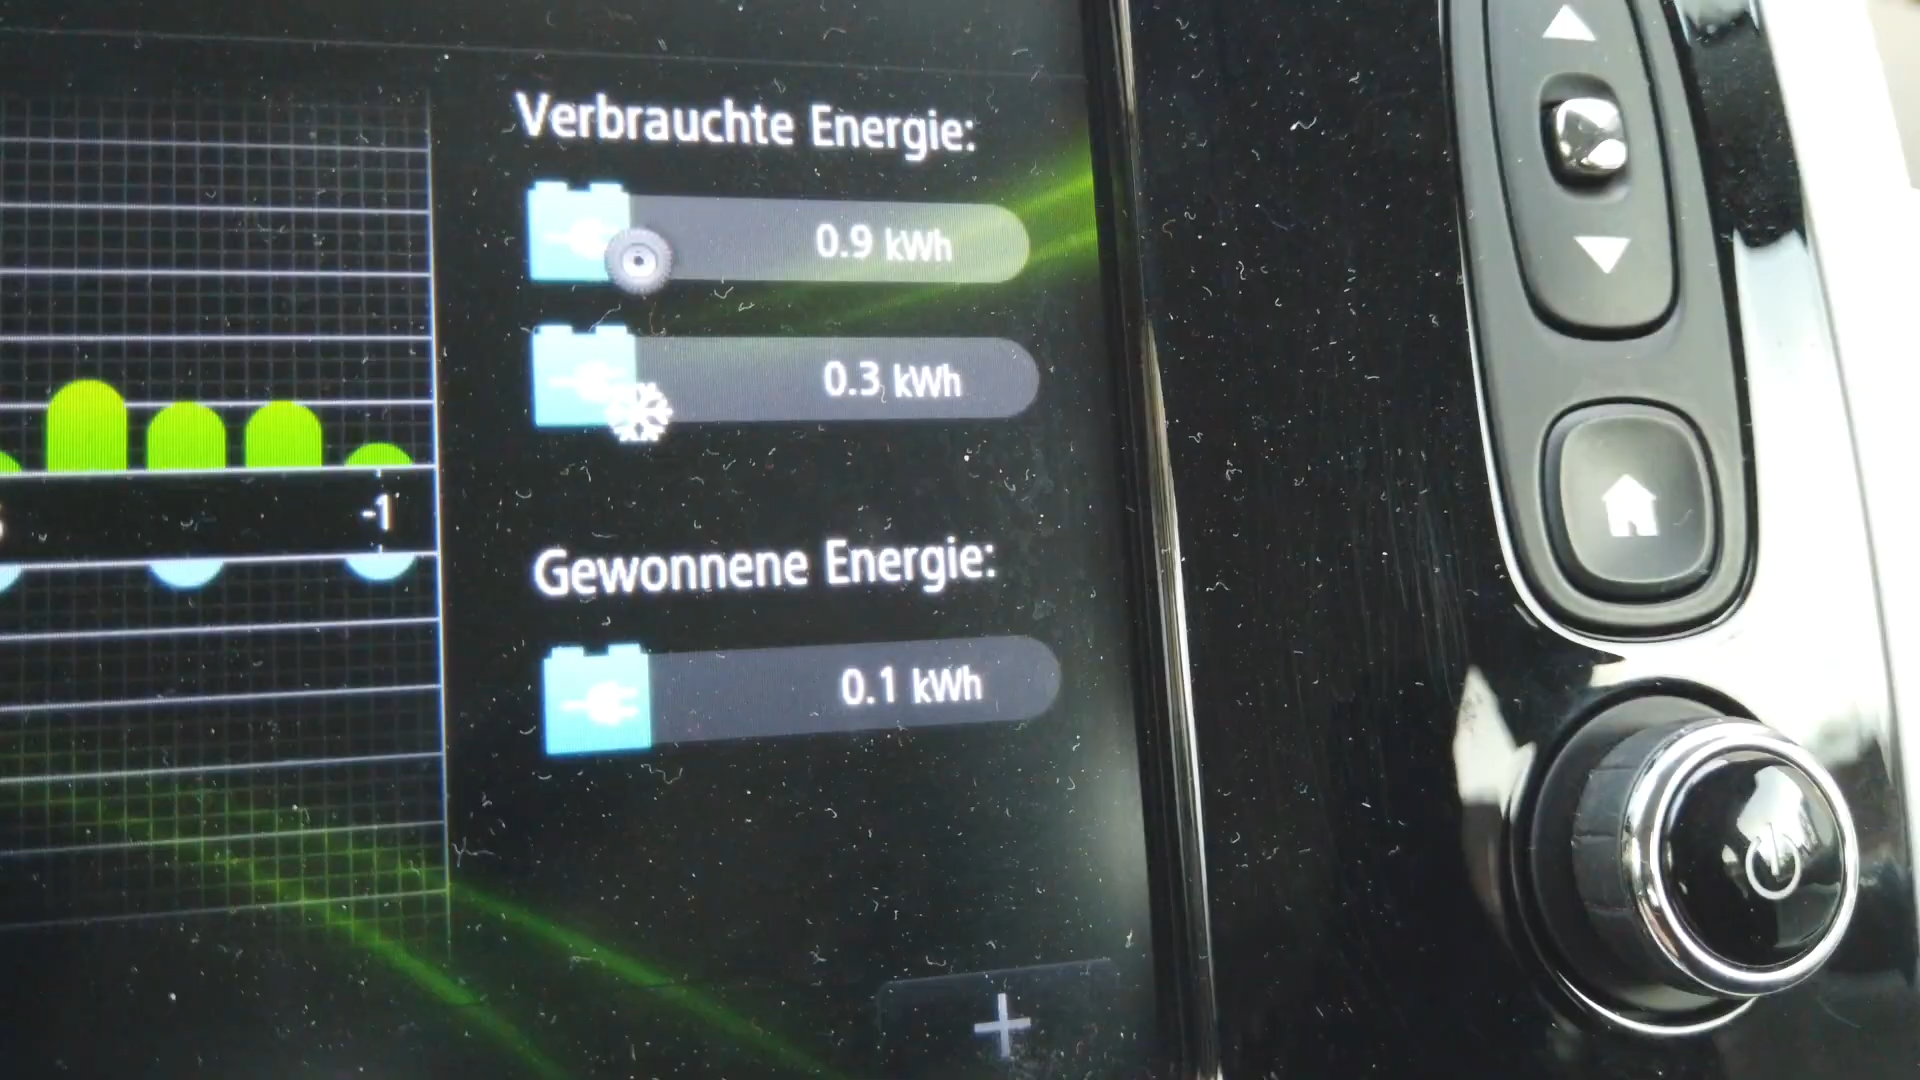 Verbrauchte Energie:
0.9 kWh
0.3 kWh
-1
Gewonnene Energie:
0.1 kWh